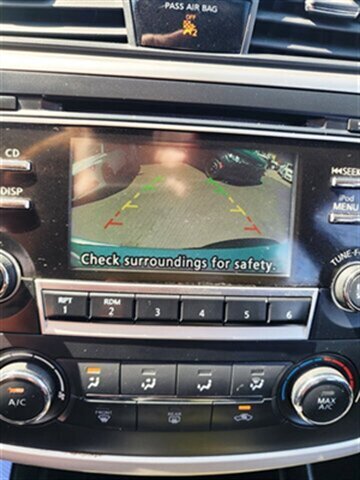 PASS AIR BAG
OFF
2
CD
DISP
SEEK
iPod
MENU
TUNE-F
Check surroundings for safety.
RPT
1
RDM
2
3
4
5
6
A/C
FRONT
REAR
MAX
A/C